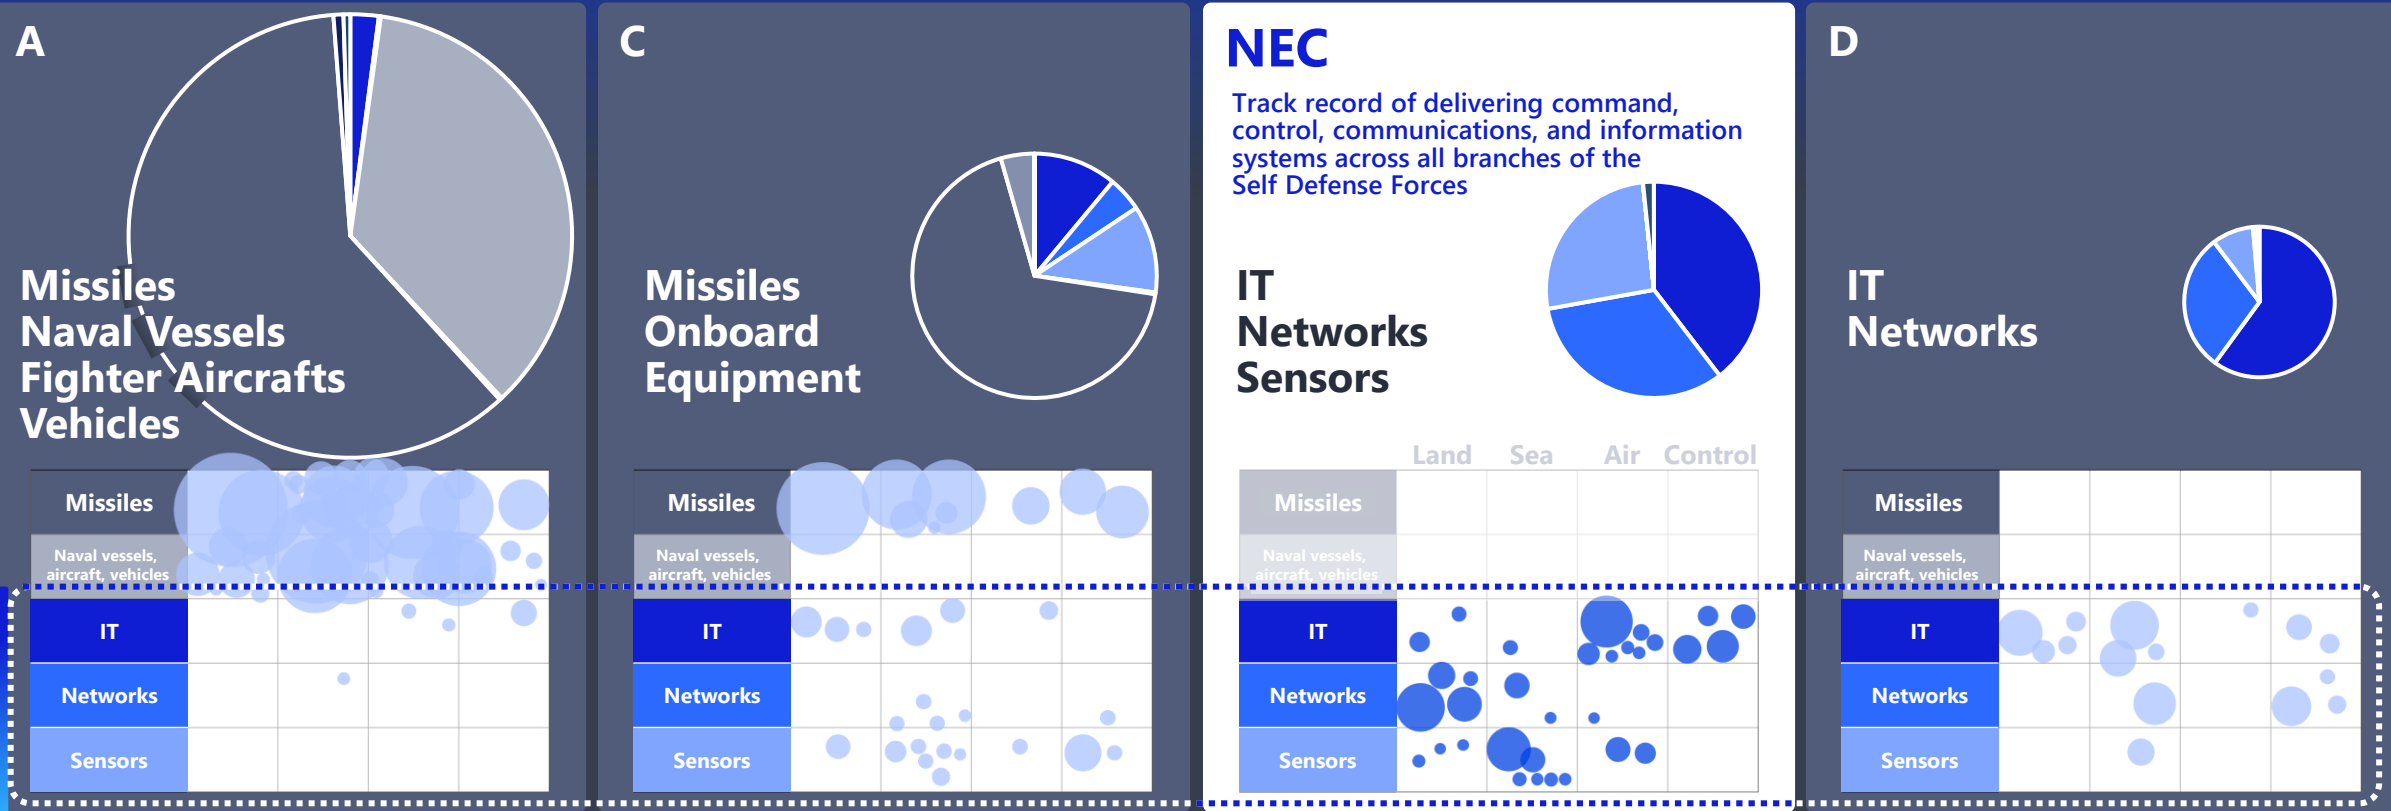 A
Missiles
Naval Vessels
Fighter Aircrafts
Vehicles
Missiles
Naval vessels,
aircraft, vehicles
IT
Networks
Sensors
C
Missiles
Onboard
Equipment
Missiles
Naval vessels,
aircraft, vehicles
IT
Networks
Sensors
NEC
Track record of delivering command,
control, communications, and information
systems across all branches of the
Self Defense Forces
IT
Networks
Sensors
Land Sea Air Control
Missiles
Naval vessels,
aircraft, vehicles
IT
Networks
Sensors
D
IT
Networks
Missiles
Naval vessels,
aircraft, vehicles
IT
Networks
Sensors